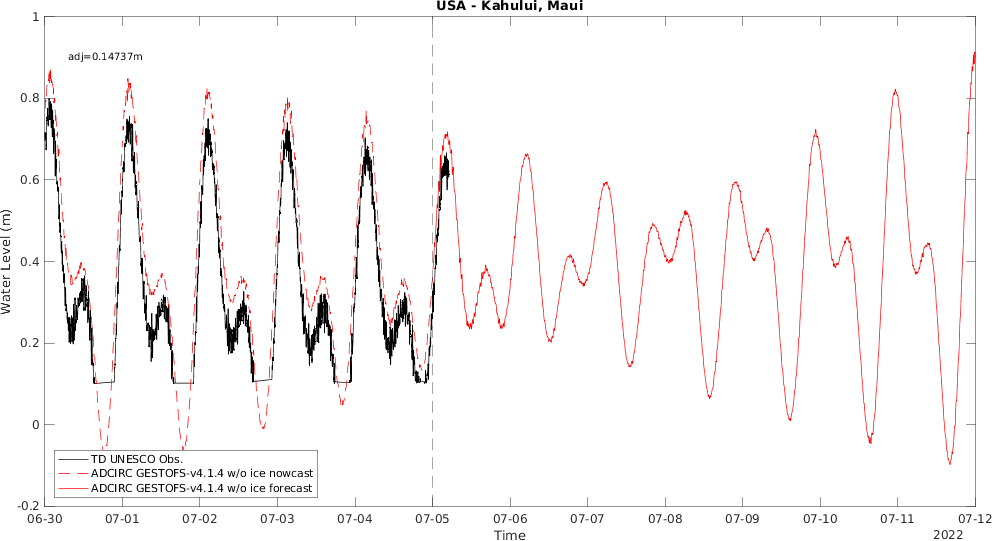 USA - Kahului, Maui
adj=0.14737m
Water Level (m)
1
0.8
0.6
0.4
0.2
0
-0.2
TD UNESCO Obs.
ADCIRC GESTOFS-v4.1.4 w/o ice nowcast
ADCIRC GESTOFS-v4.1.4 w/o ice forecast
06-30 07-01 07-02 07-03 07-04 07-05 07-06 07-07 07-08 07-09 07-10 07-11 07-12
Time
2022